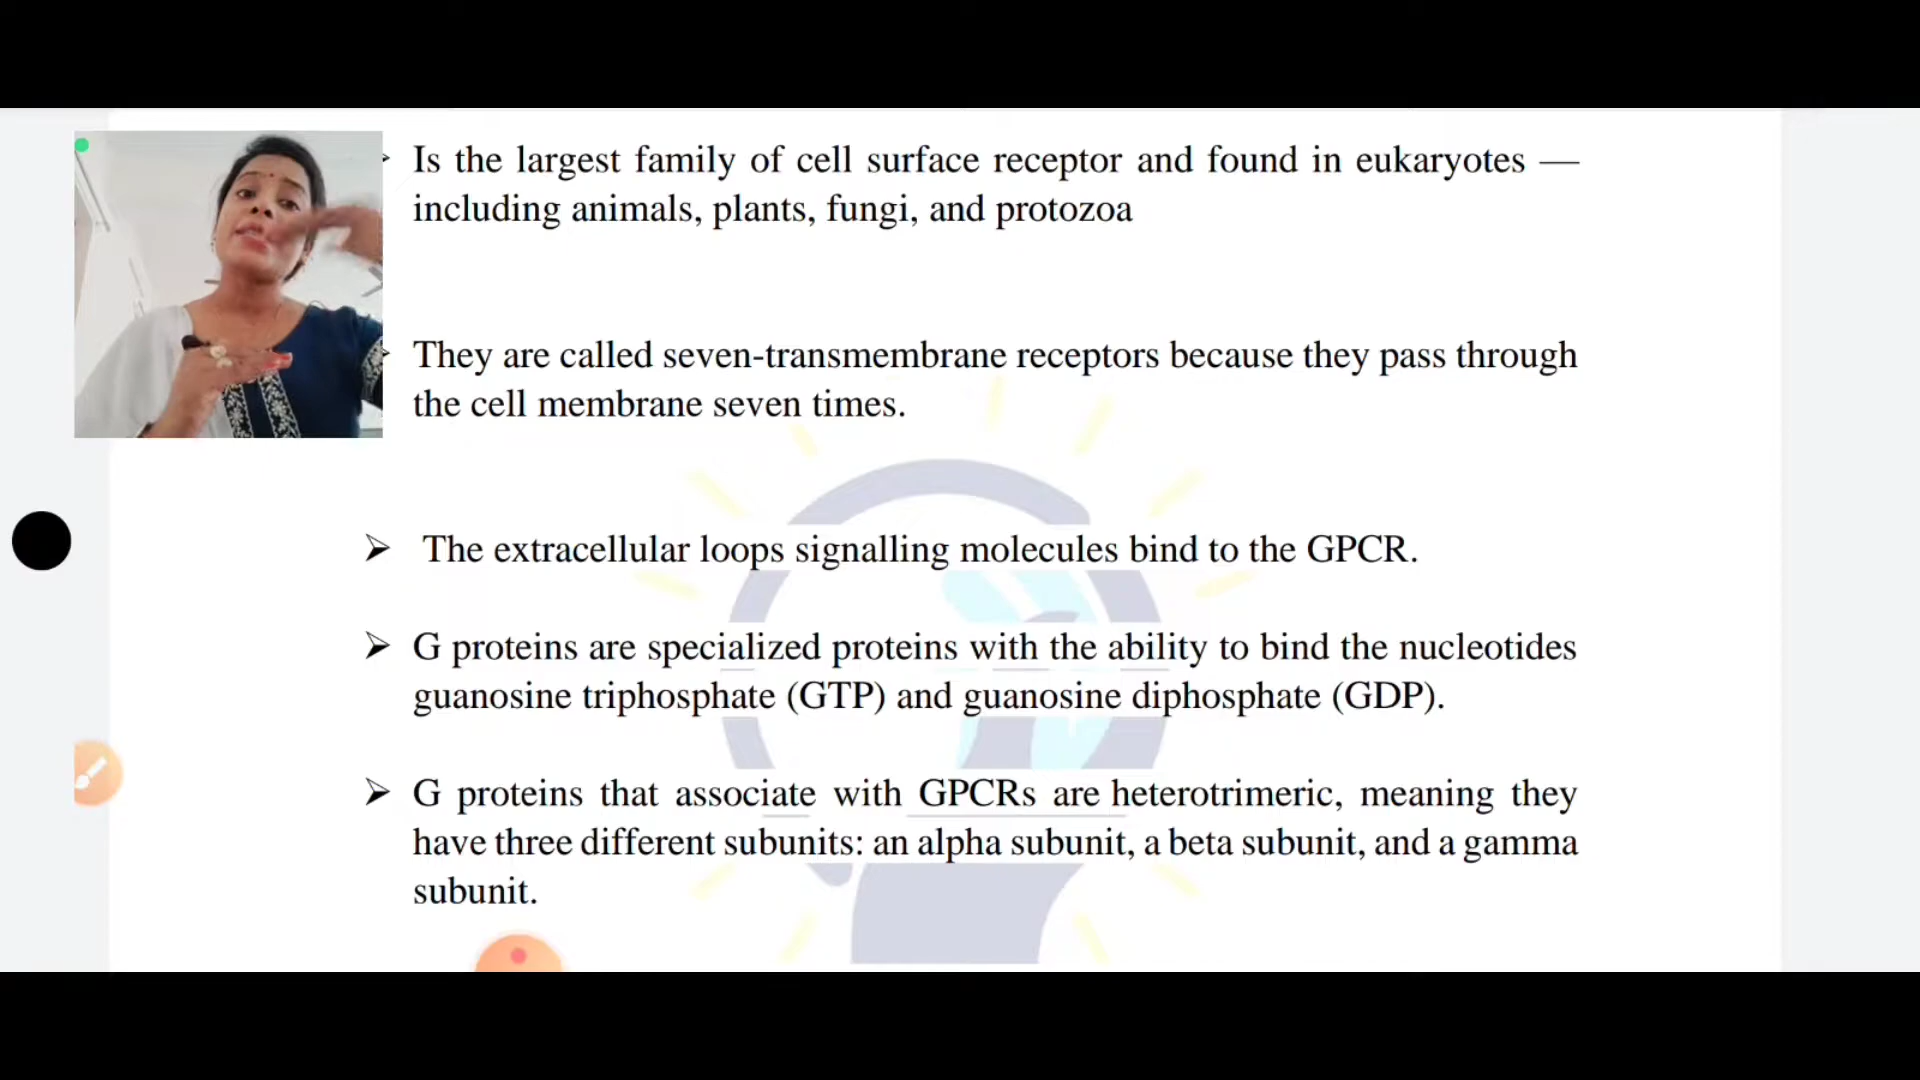 Is the largest family of cell surface receptor and found in eukaryotes —
including animals, plants, fungi, and protozoa
They are called seven-transmembrane receptors because they pass through
the cell membrane seven times.
The extracellular loops signalling molecules bind to the GPCR.
G proteins are specialized proteins with the ability to bind the nucleotides
guanosine triphosphate (GTP) and guanosine diphosphate (GDP).
G proteins that associate with GPCRs are heterotrimeric, meaning they
have three different subunits: an alpha subunit, a beta subunit, and a gamma
subunit.